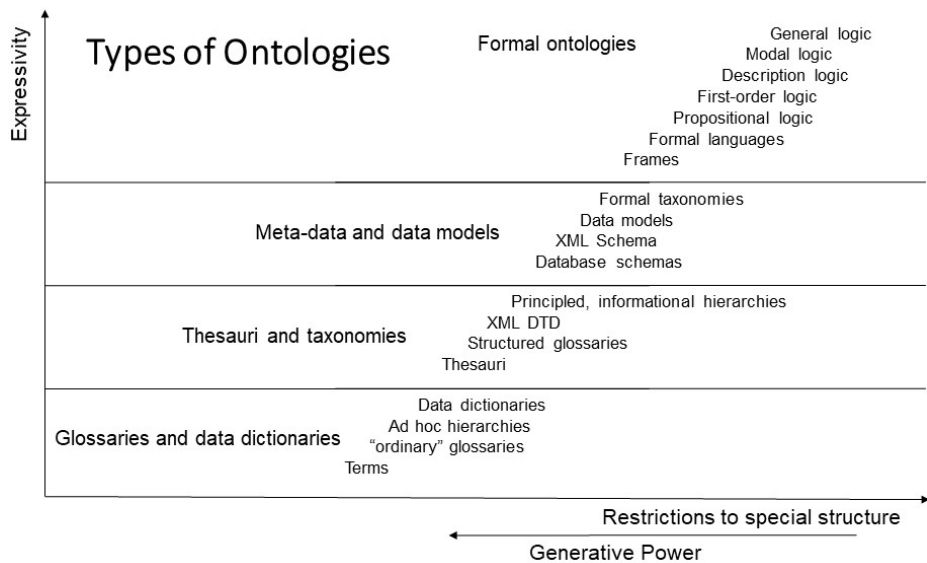 Expressivity
Types of Ontologies
Formal ontologies
General logic
Modal logic
Description logic
First-order logic
Propositional logic
Formal languages
Frames
Meta-data and data models
Formal taxonomies
Data models
XML Schema
Database schemas
Thesauri and taxonomies
Principled, informational hierarchies
XML DTD
Structured glossaries
Thesauri
Glossaries and data dictionaries
Data dictionaries
Ad hoc hierarchies
“ordinary” glossaries
Terms
Restrictions to special structure
Generative Power